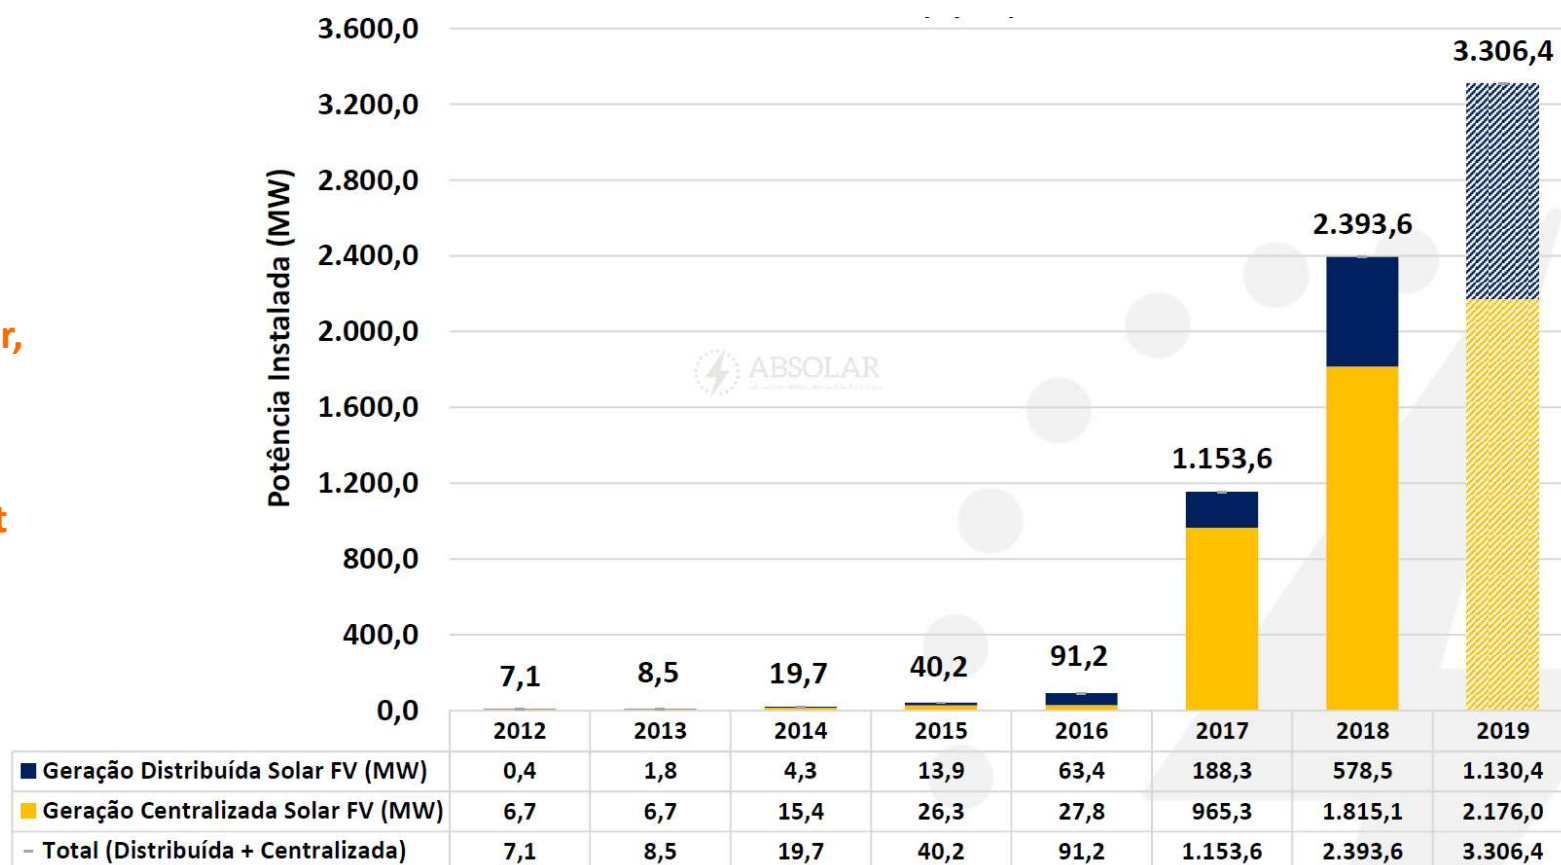 3.600,0
3.200,0
2.800,0
2.400,0
2.000,0
1.600,0
1.200,0
800,0
400,0
0,0
Potência Instalada (MW)
r,
t
ABSOLAR
7,1 8,5 19,7 40,2 91,2 1.153,6 2.393,6 3.306,4
2012 2013 2014 2015 2016 2017 2018 2019
Geração Distribuída Solar FV (MW) 0,4 1,8 4,3 13,9 63,4 188,3 578,5 1.130,4
Geração Centralizada Solar FV (MW) 6,7 6,7 15,4 26,3 27,8 965,3 1.815,1 2.176,0
Total (Distribuída + Centralizada) 7,1 8,5 19,7 40,2 91,2 1.153,6 2.393,6 3.306,4